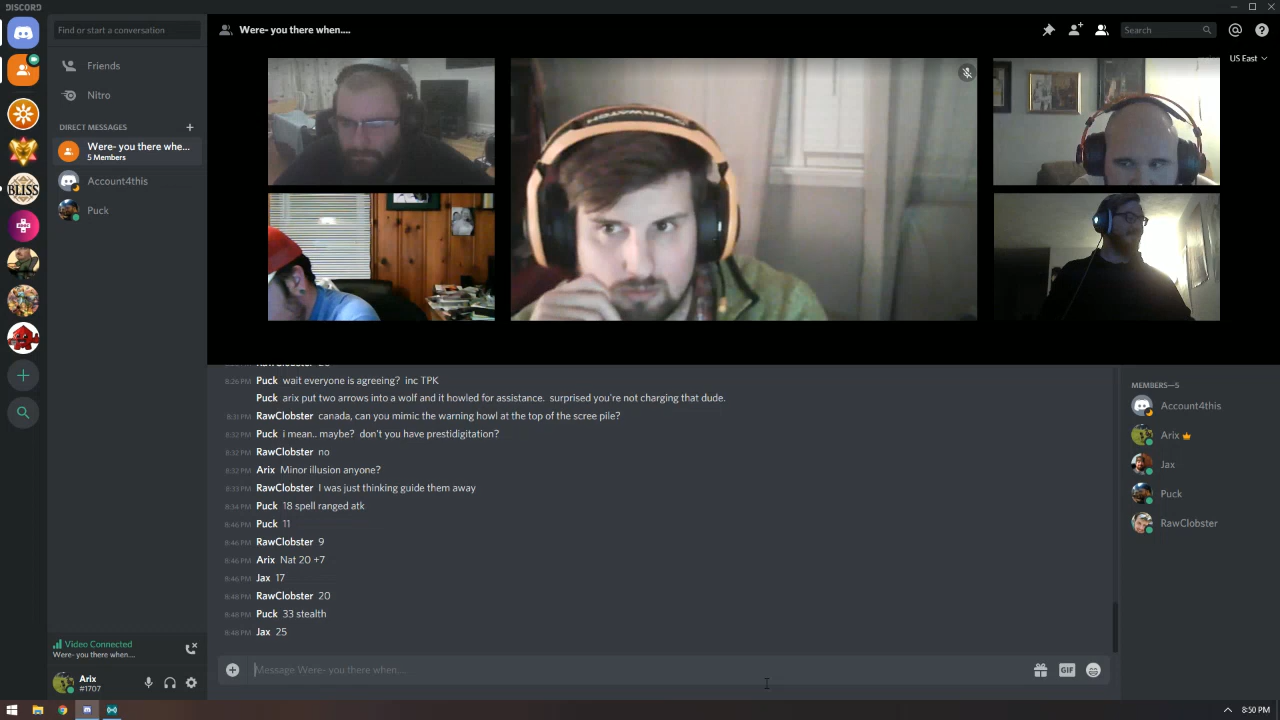 DISCORD
Find or start a conversation
Were- you there when....
Search
US East
Friends
Nitro
DIRECT MESSAGES
Were- you there whe...
5 Members
Account4this
Puck
BLISS
8:26 PM Puck wait everyone is agreeing? inc TPK
Puck arix put two arrows into a wolf and it howled for assistance. surprised you're not charging that dude.
8:31 PM RawClobster canada, can you mimic the warning howl at the top of the scree pile?
8:32 PM Puck i mean.. maybe? don't you have prestidigitation?
8:32 PM RawClobster no
8:32 PM Arix Minor illusion anyone?
8:33 PM RawClobster I was just thinking guide them away
8:34 PM Puck 18 spell ranged atk
8:46 PM Puck 11
8:46 PM RawClobster 9
8:46 PM Arix Nat 20 +7
8:46 PM Jax 17
8:48 PM RawClobster 20
8:48 PM Puck 33 stealth
8:48 PM Jax 25
MEMBERS—5
Account4this
Arix
Jax
Puck
RawClobster
Video Connected
Were- you there when....
Arix
#1707
Message Were- you there when....
GIF
8:50 PM